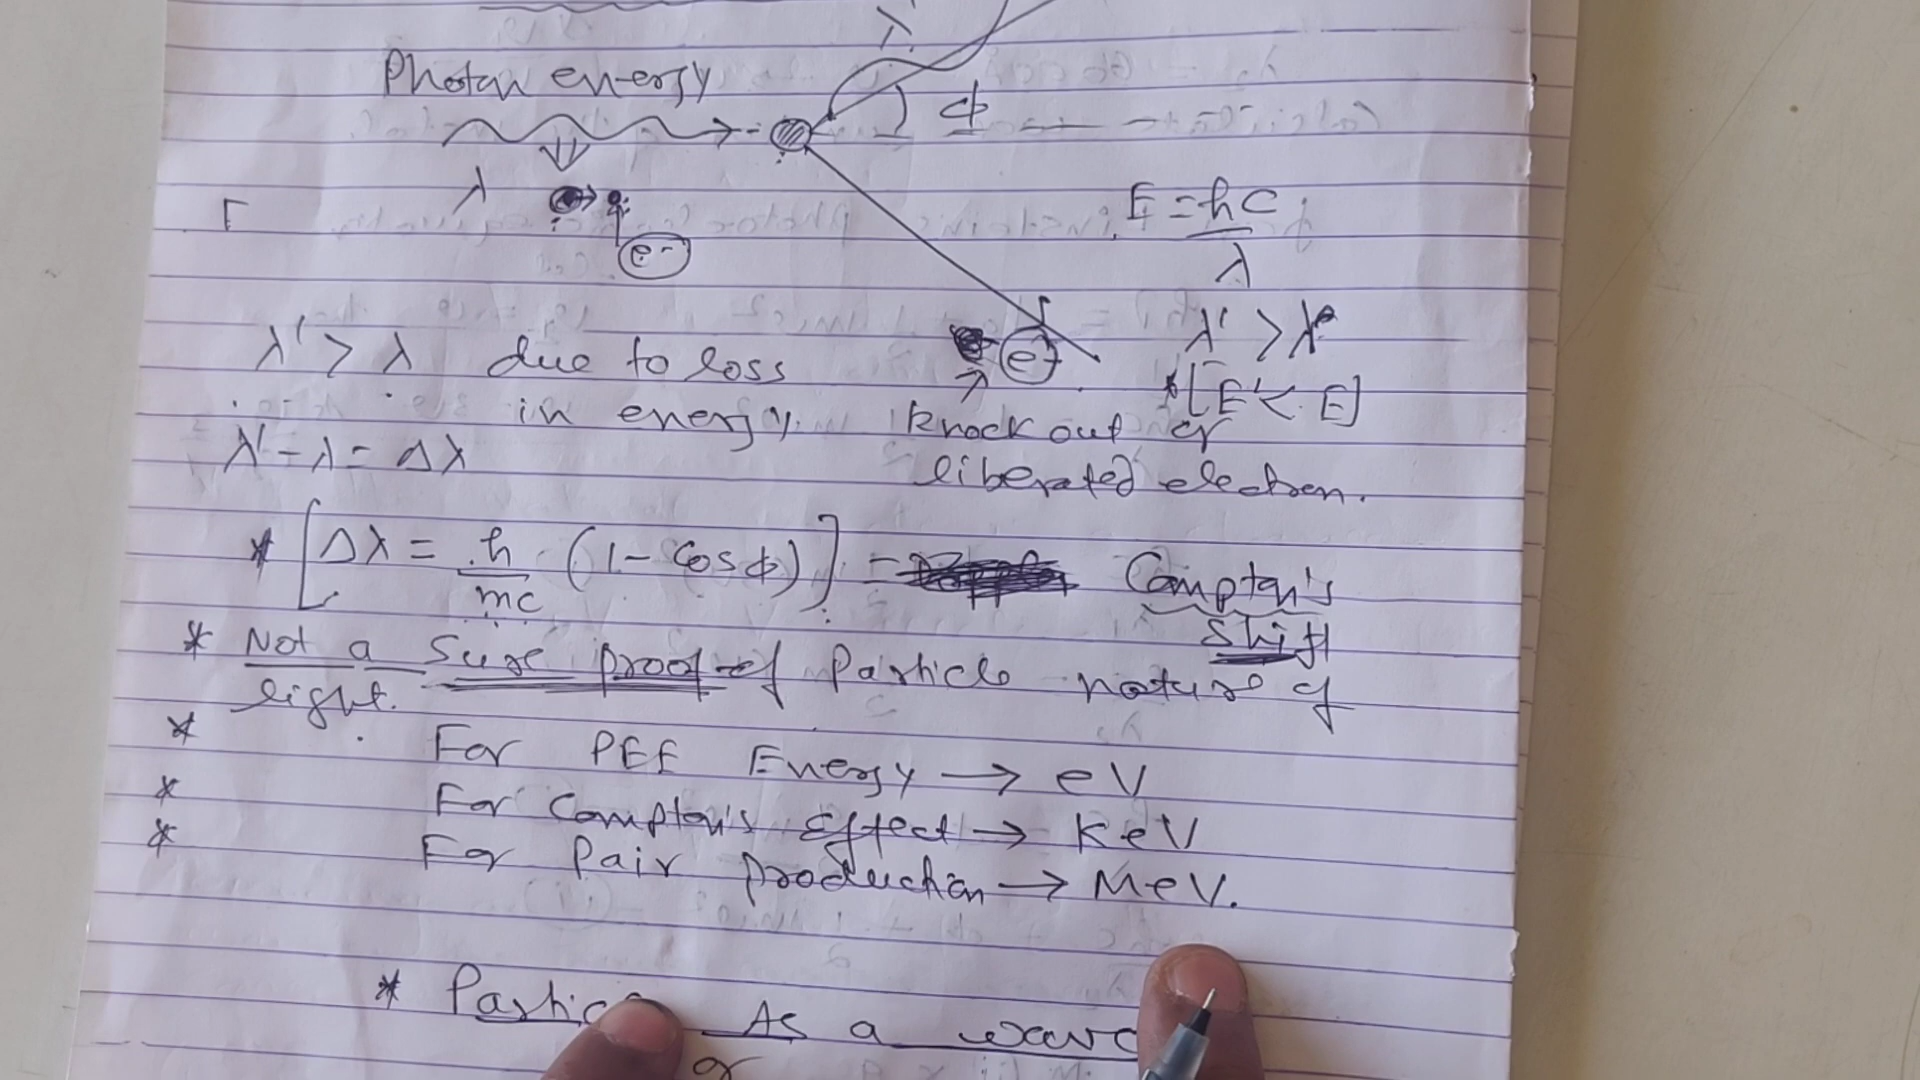 λ'
Photon energy
ϕ
λ
e-
E = hc
λ
λ' > λ
[E' < E]
λ' > λ due to loss
in energy.
e-
knock out or
liberated electron.
λ' - λ = Δλ
* [Δλ = h/mc (1 - cosϕ)] = Compton's
Shift
* Not a sure proof of Particle nature of
light.
* For PEE Energy → eV
* For Compton's Effect → KeV
* For Pair production → MeV.
* As a wave
or